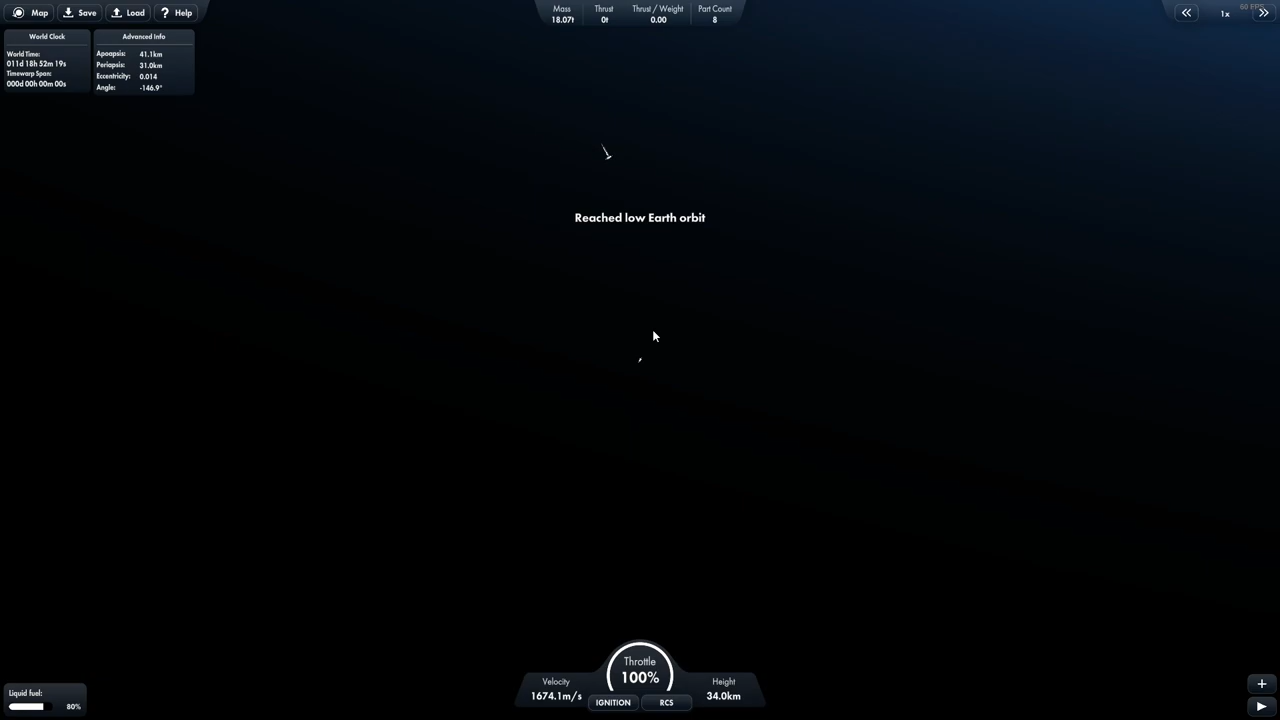 Map Save Load Help
Mass Thrust Thrust / Weight Part Count
18.07t 0t 0.00 8
60 FPS
1x
World Clock
World Time:
011d 18h 52m 19s
Timewarp Span:
000d 00h 00m 00s
Advanced Info
Apoapsis: 41.1km
Periapsis: 31.0km
Eccentricity: 0.014
Angle: -146.9°
Reached low Earth orbit
Throttle
100%
Velocity
1674.1m/s
IGNITION RCS
Height
34.0km
Liquid fuel:
80%